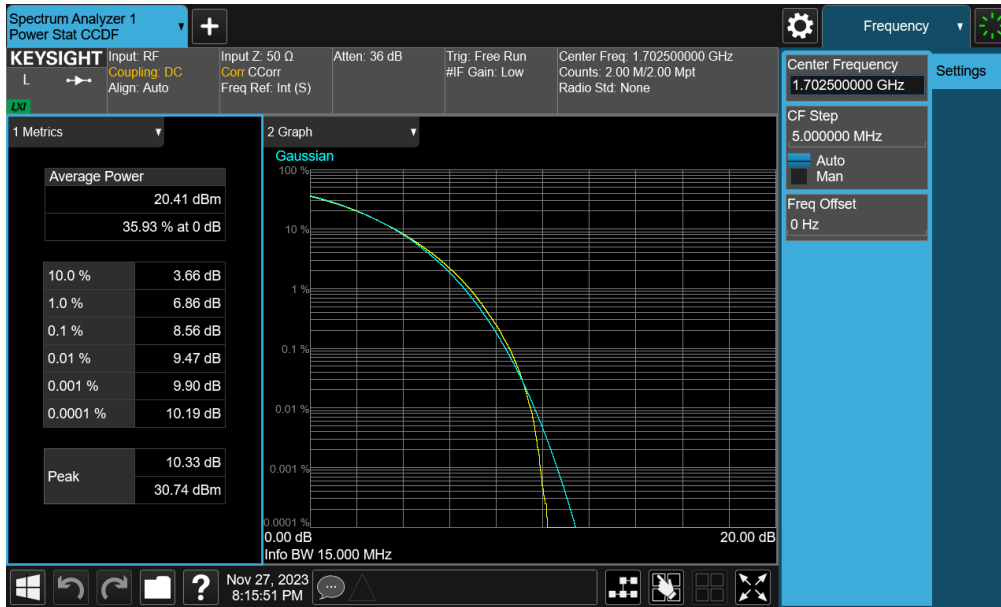 Spectrum Analyzer 1
Power Stat CCDF
Frequency
KEYSIGHT
L
LXI
Input: RF
Coupling: DC
Align: Auto
Input Z: 50 Ω
Corr CCorr
Freq Ref: Int (S)
Atten: 36 dB
Trig: Free Run
#IF Gain: Low
Center Freq: 1.702500000 GHz
Counts: 2.00 M/2.00 Mpt
Radio Std: None
Center Frequency
1.702500000 GHz
Settings
CF Step
5.000000 MHz
Auto
Man
Freq Offset
0 Hz
1 Metrics
Average Power
20.41 dBm
35.93 % at 0 dB
10.0 % 3.66 dB
1.0 % 6.86 dB
0.1 % 8.56 dB
0.01 % 9.47 dB
0.001 % 9.90 dB
0.0001 % 10.19 dB
Peak
10.33 dB
30.74 dBm
2 Graph
Gaussian
100 %
10 %
1 %
0.1 %
0.01 %
0.001 %
0.0001 %
0.00 dB 20.00 dB
Info BW 15.000 MHz
?
Nov 27, 2023
8:15:51 PM